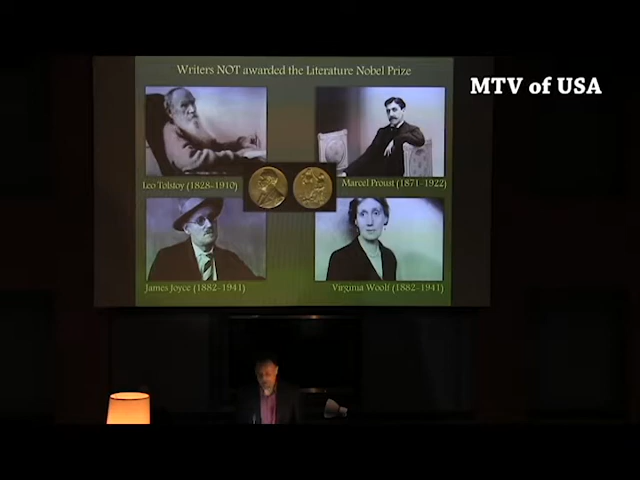 Writers NOT awarded the Literature Nobel Prize
MTV of USA
Leo Tolstoy (1828-1910)
Marcel Proust (1871-1922)
James Joyce (1882-1941)
Virginia Woolf (1882-1941)